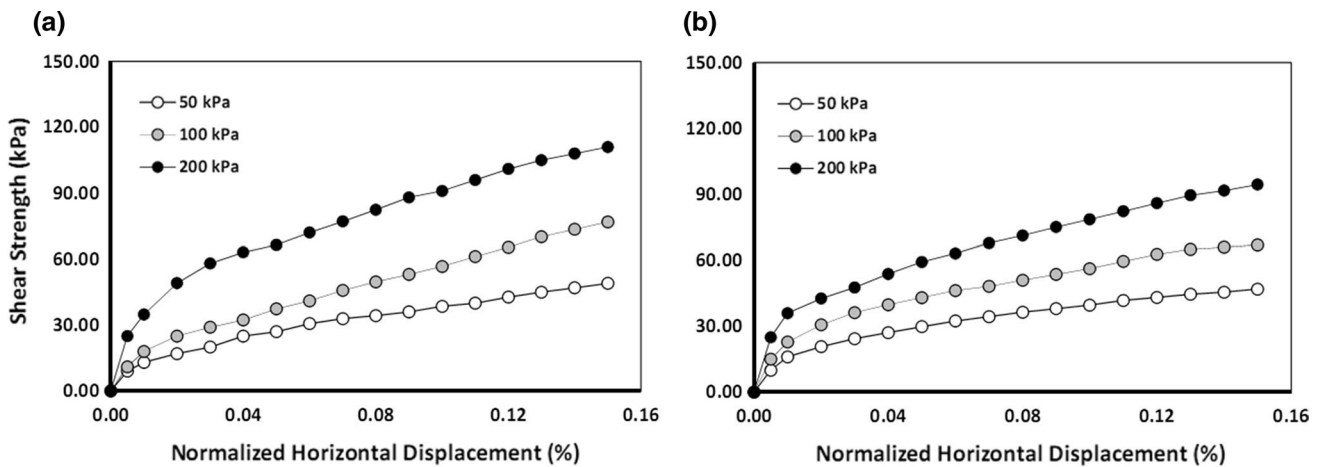 (a)
150.00
120.00
90.00
60.00
30.00
0.00
Shear Strength (kPa)
50 kPa
100 kPa
200 kPa
0.00 0.04 0.08 0.12 0.16
Normalized Horizontal Displacement (%)
(b)
150.00
120.00
90.00
60.00
30.00
0.00
50 kPa
100 kPa
200 kPa
0.00 0.04 0.08 0.12 0.16
Normalized Horizontal Displacement (%)